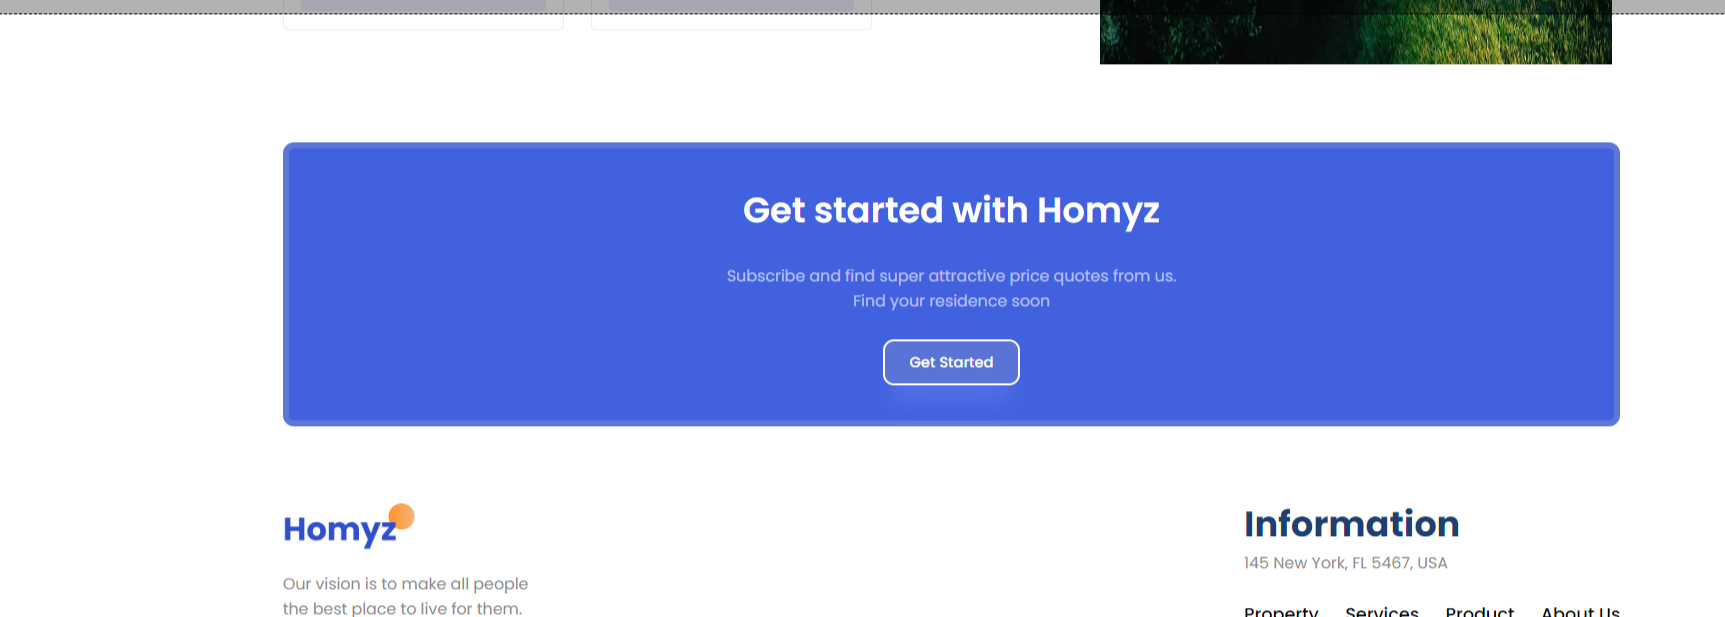 Get started with Homyz
Subscribe and find super attractive price quotes from us.
Find your residence soon
Get Started
Homyz
Our vision is to make all people
the best place to live for them.
Information
145 New York, FL 5467, USA
Property Services Product About Us